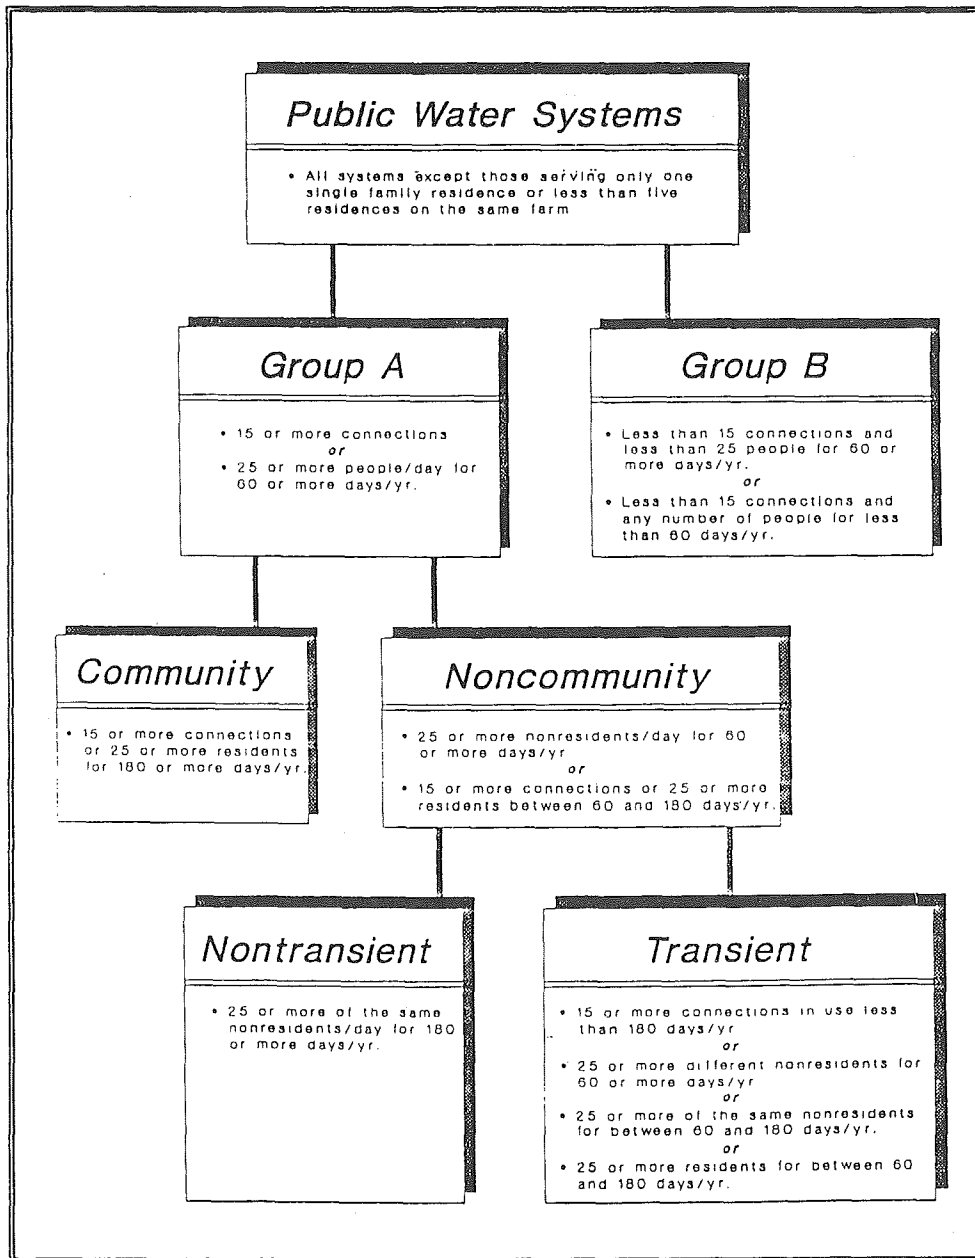 Public Water Systems
• All systems except those serving only one
single family residence or less than five
residences on the same farm
Group A
• 15 or more connections
or
• 25 or more people/day for
60 or more days/yr.
Group B
• Less than 15 connections and
less than 25 people for 60 or
more days/yr.
or
• Less than 15 connections and
any number of people for less
than 60 days/yr.
Community
• 15 or more connections
or 25 or more residents
for 180 or more days/yr.
Noncommunity
• 25 or more nonresidents/day for 60
or more days/yr
or
• 15 or more connections or 25 or more
residents between 60 and 180 days/yr.
Nontransient
• 25 or more of the same
nonresidents/day for 180
or more days/yr.
Transient
• 15 or more connections in use less
than 180 days/yr
or
• 25 or more different nonresidents for
60 or more days/yr
or
• 25 or more of the same nonresidents
for between 60 and 180 days/yr.
or
• 25 or more residents for between 60
and 180 days/yr.